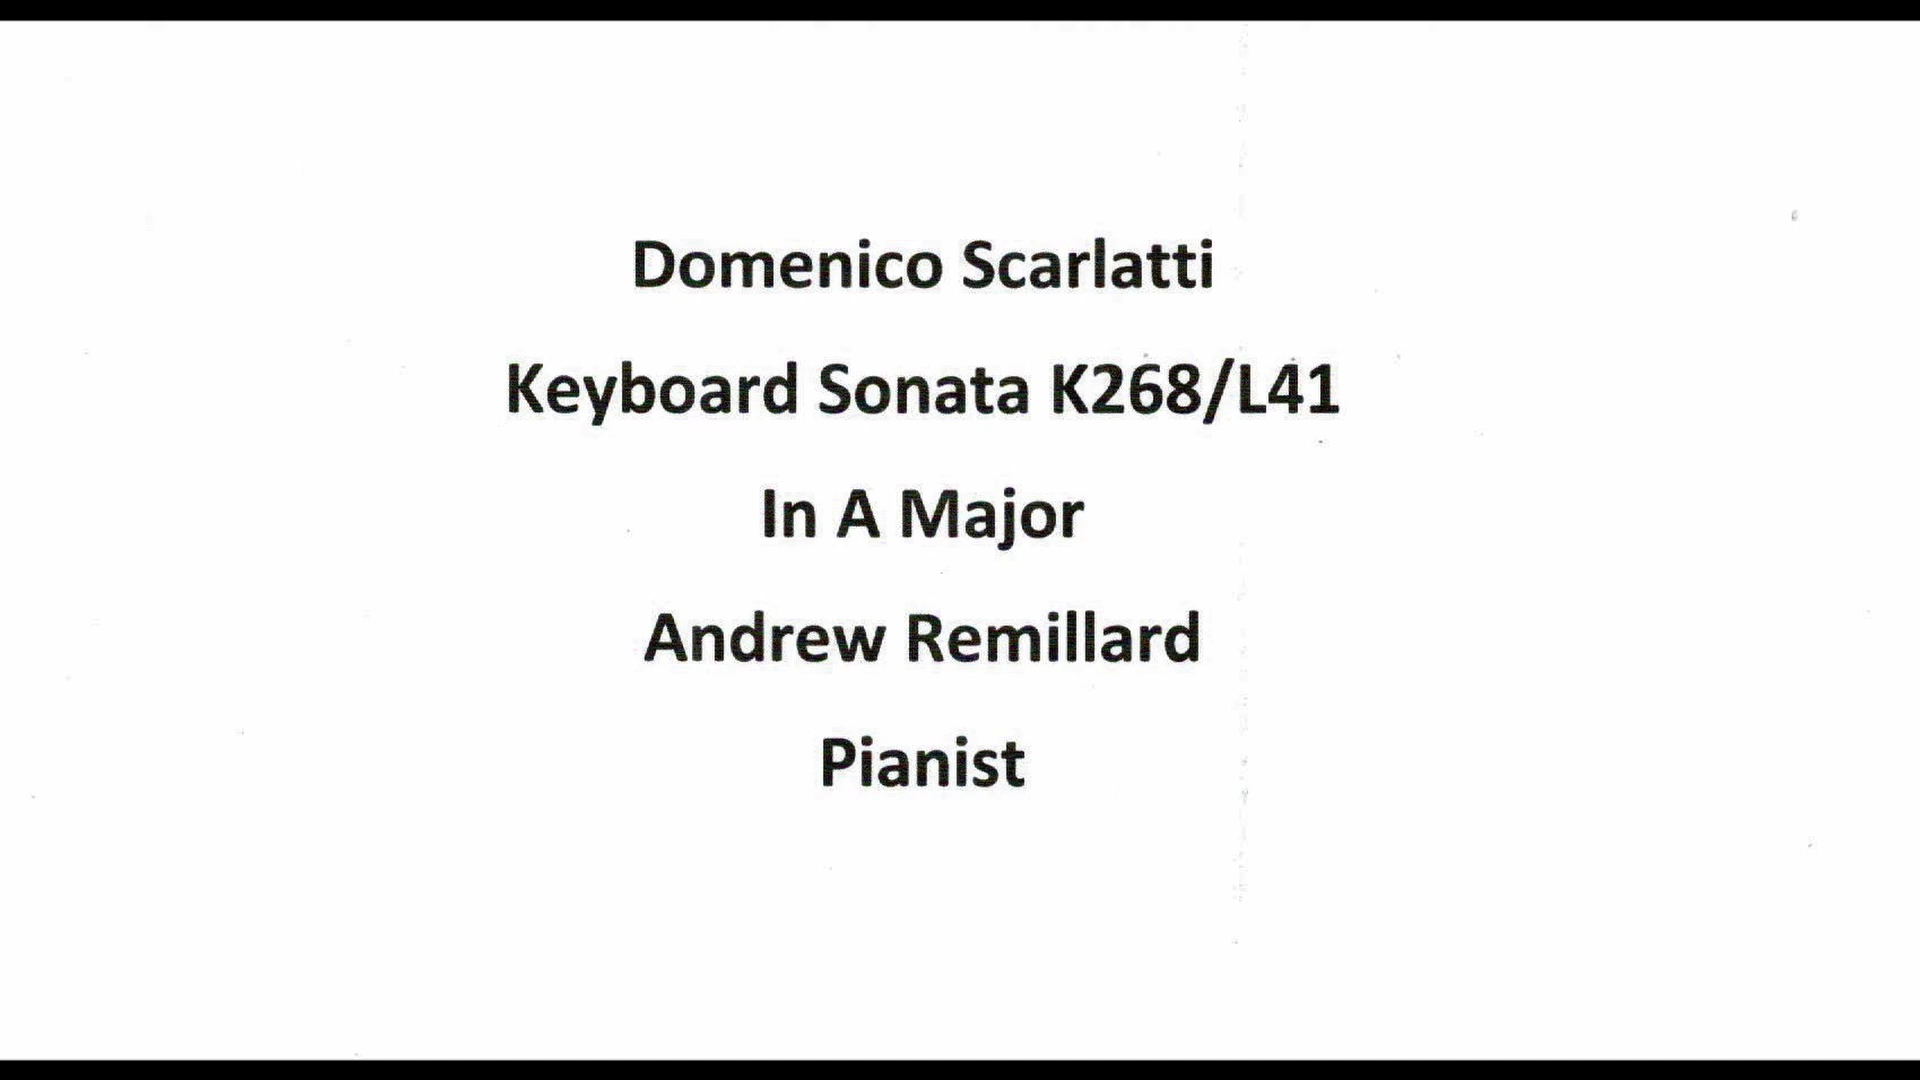 Domenico Scarlatti
Keyboard Sonata K268/L41
In A Major
Andrew Remillard
Pianist